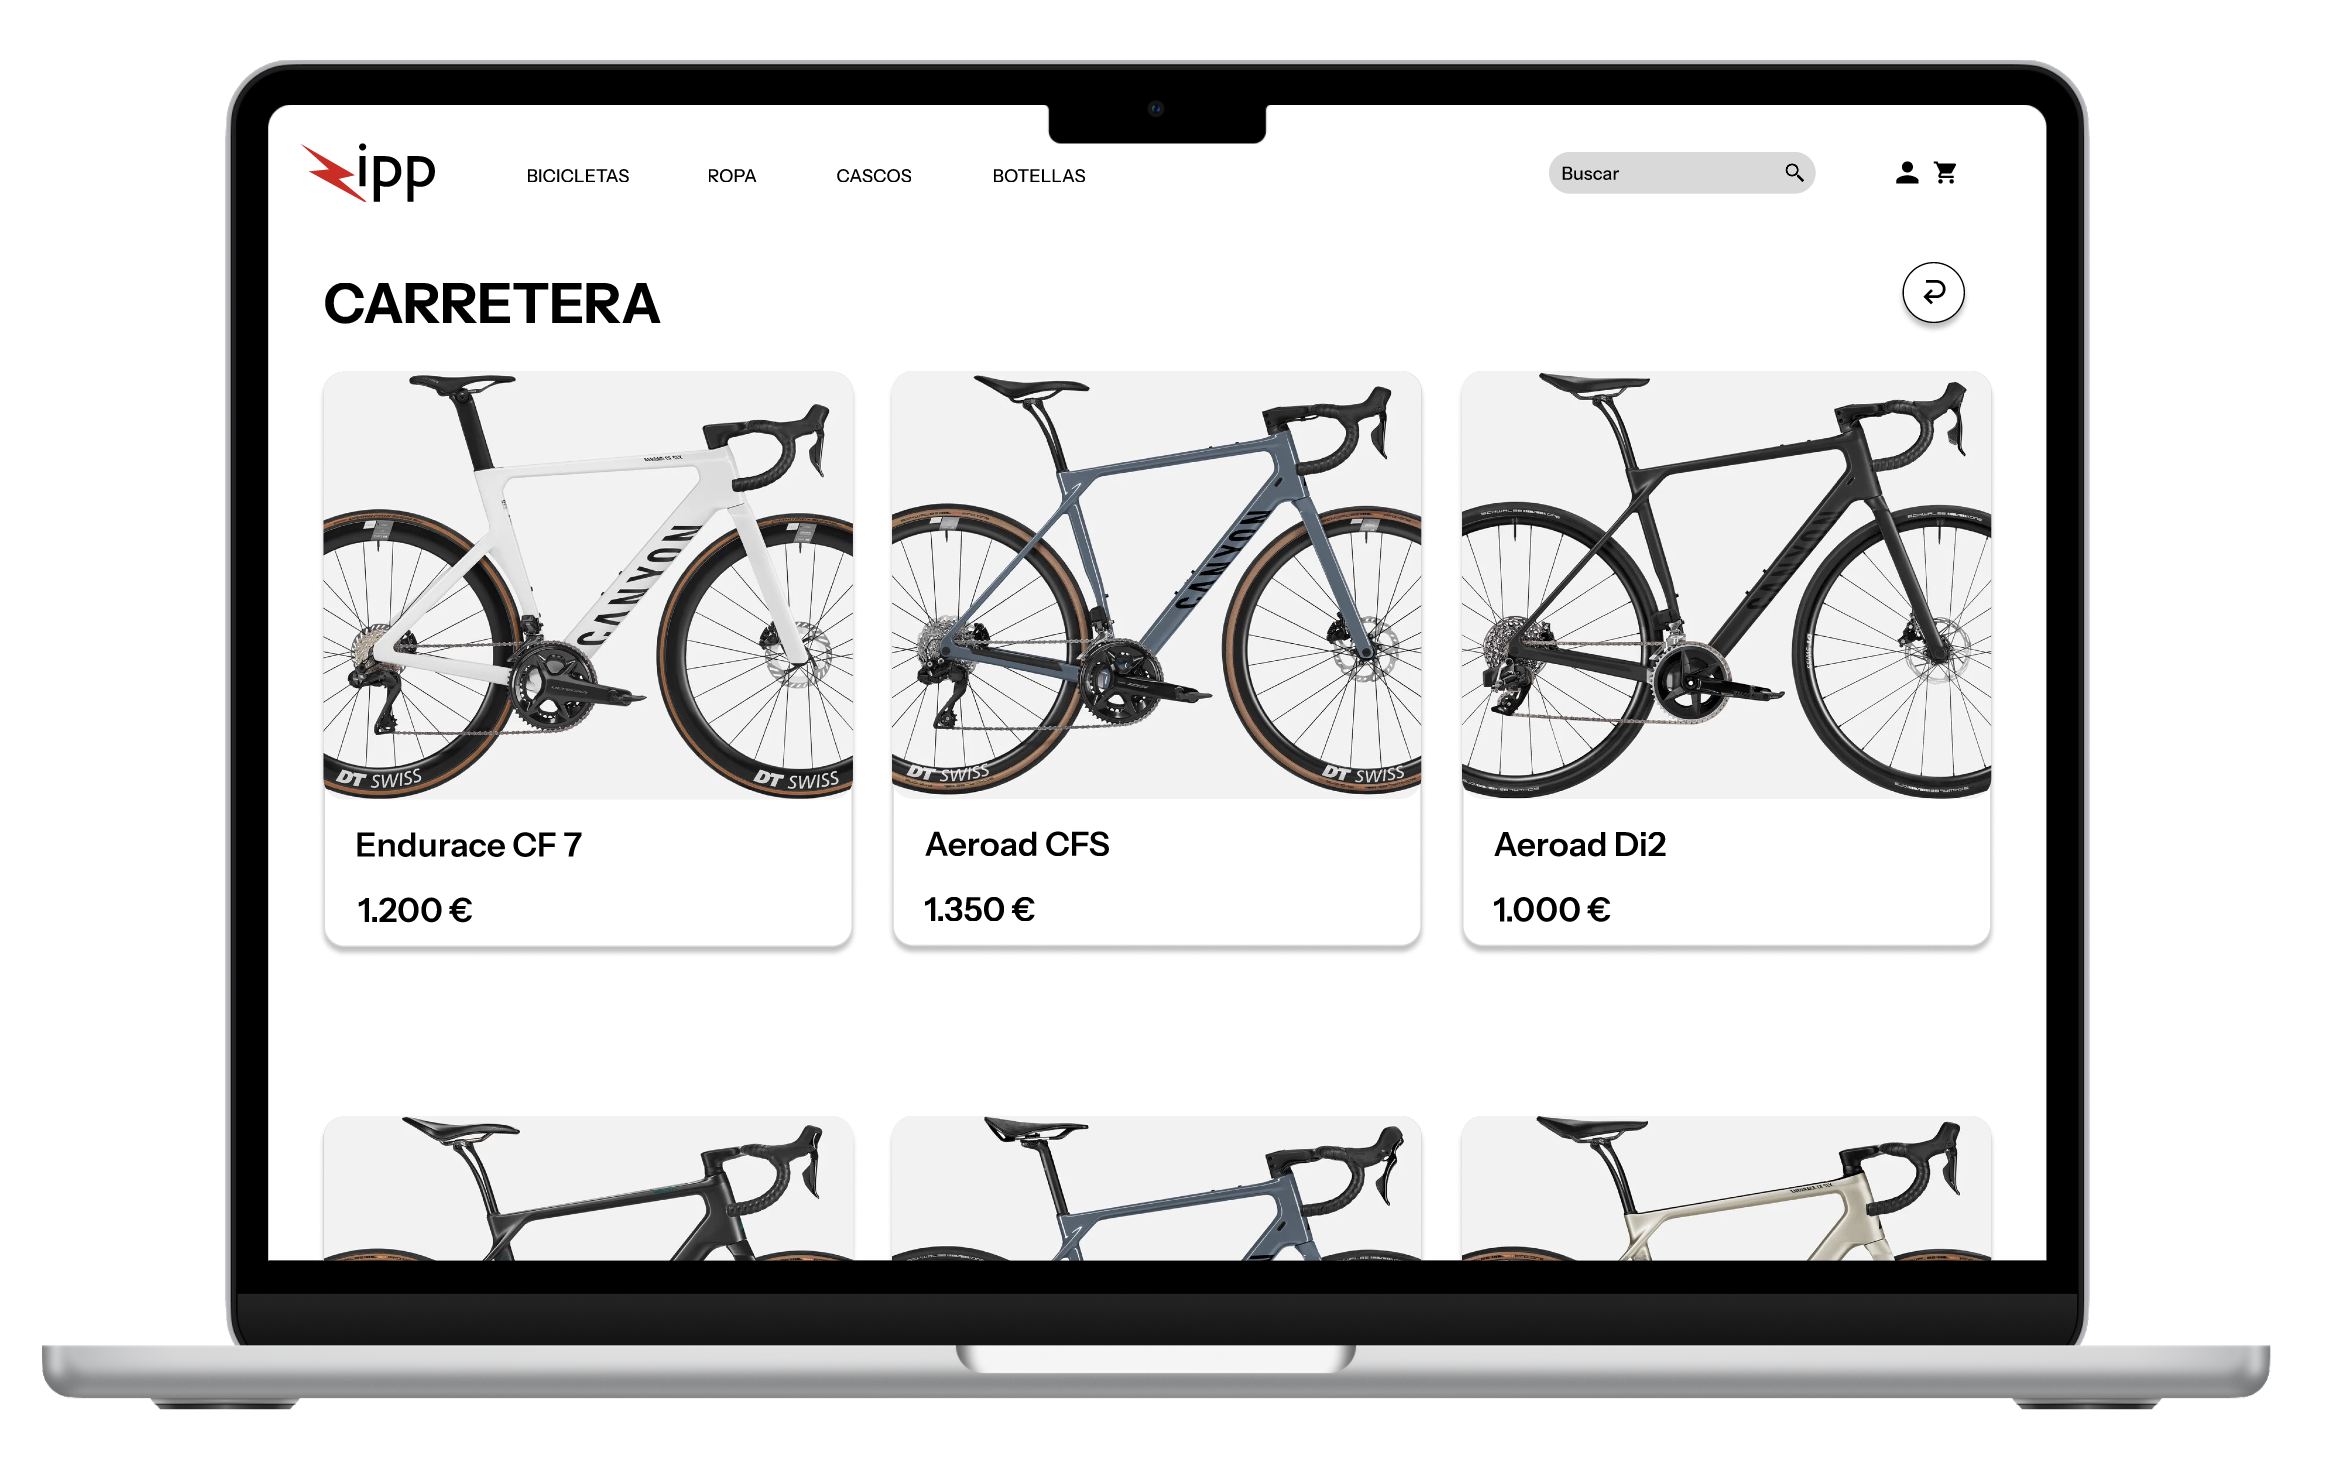 ipp
BICICLETAS
ROPA
CASCOS
BOTELLAS
Buscar
CARRETERA
CANYON
DT SWISS
DT SWISS
CANYON
DT SWISS
DT SWISS
CANYON
Endurace CF 7
1.200 €
Aeroad CFS
1.350 €
Aeroad Di2
1.000 €